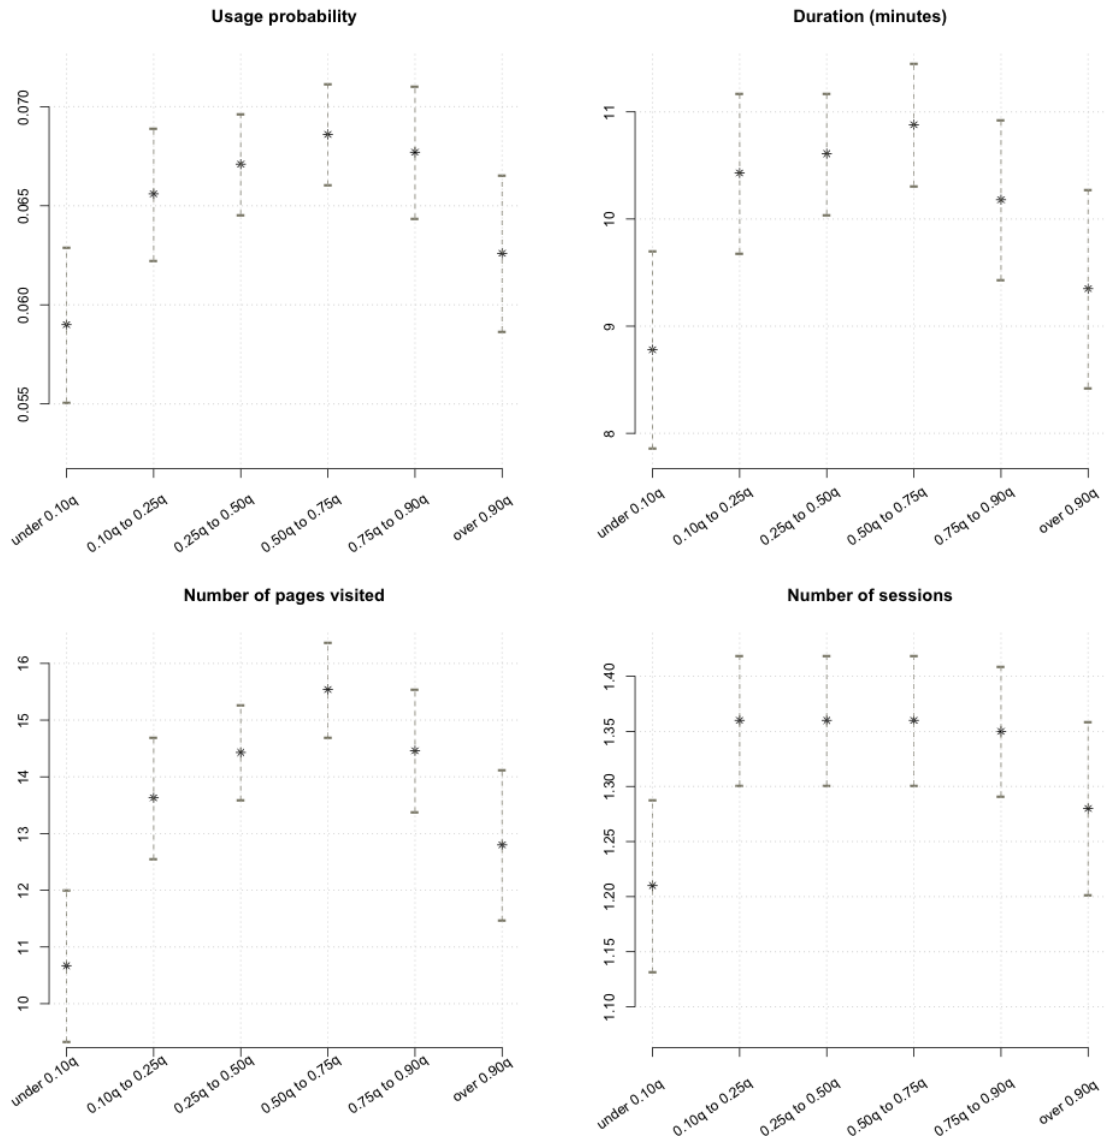 Usage probability
0.070
0.065
0.060
0.055
under 0.10q
0.10q to 0.25q
0.25q to 0.50q
0.50q to 0.75q
0.75q to 0.90q
over 0.90q
Duration (minutes)
11
10
9
8
under 0.10q
0.10q to 0.25q
0.25q to 0.50q
0.50q to 0.75q
0.75q to 0.90q
over 0.90q
Number of pages visited
16
15
14
13
12
11
10
under 0.10q
0.10q to 0.25q
0.25q to 0.50q
0.50q to 0.75q
0.75q to 0.90q
over 0.90q
Number of sessions
1.40
1.35
1.30
1.25
1.20
1.15
1.10
under 0.10q
0.10q to 0.25q
0.25q to 0.50q
0.50q to 0.75q
0.75q to 0.90q
over 0.90q